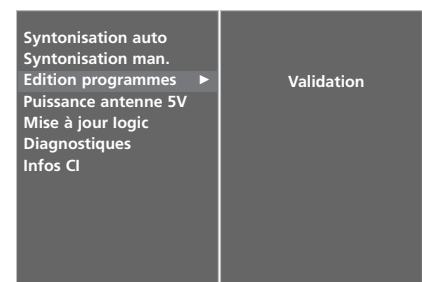 Syntonisation auto
Syntonisation man.
Edition programmes ►
Puissance antenne 5V
Mise à jour logic
Diagnostiques
Infos CI
Validation